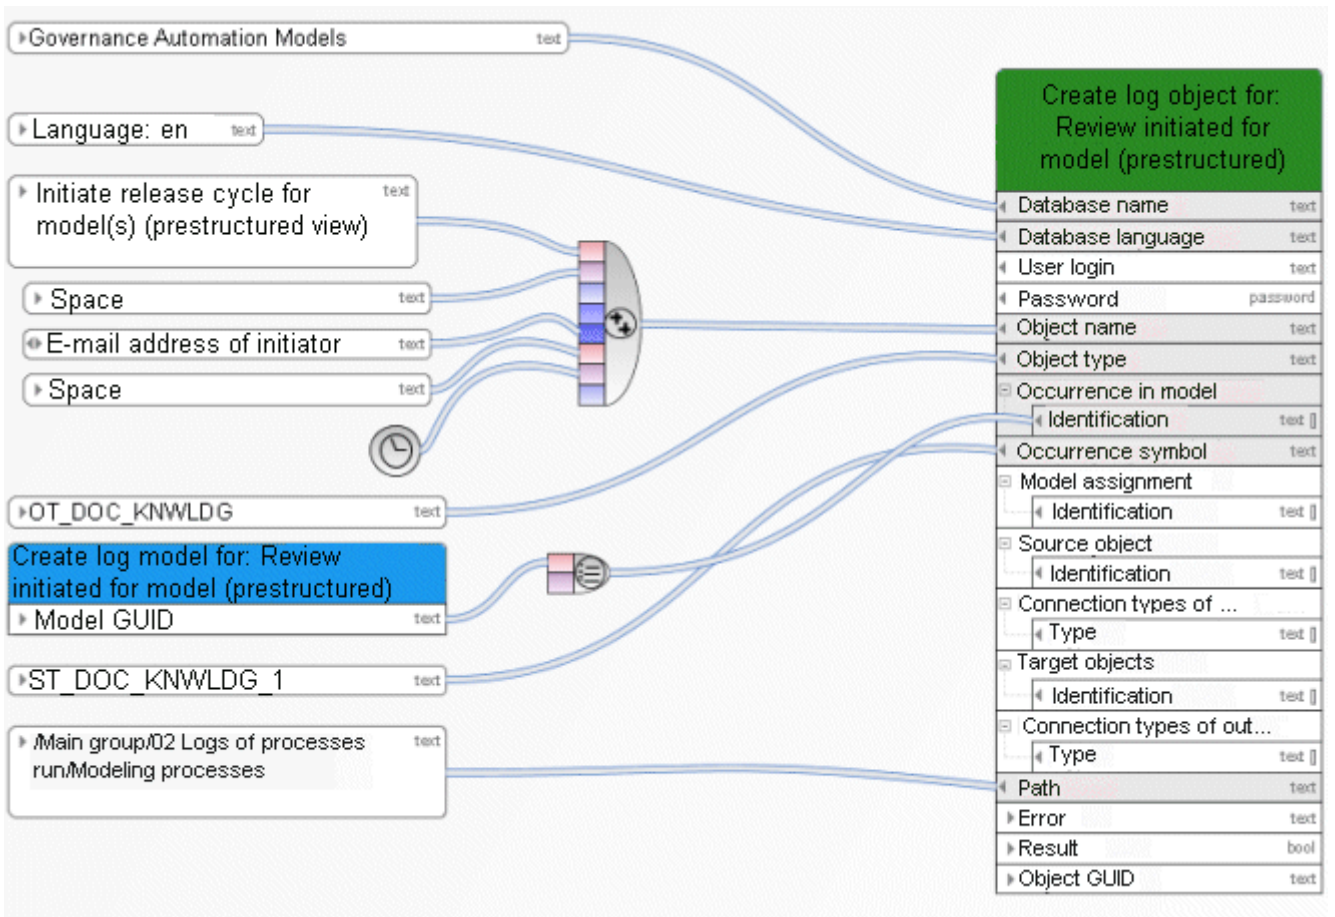 Governance Automation Models text
Language: en text
Initiate release cycle for text
model(s) (prestructured view)
Space text
E-mail address of initiator text
Space text
OT_DOC_KNWLDG text
Create log model for: Review
initiated for model (prestructured)
Model GUID text
ST_DOC_KNWLDG_1 text
/Main group/02 Logs of processes text
run/Modeling processes
Create log object for:
Review initiated for
model (prestructured)
Database name text
Database language text
User login text
Password password
Object name text
Object type text
Occurrence in model
Identification text []
Occurrence symbol text
Model assignment
Identification text []
Source object
Identification text []
Connection types of ...
Type text []
Target objects
Identification text []
Connection types of out...
Type text []
Path text
Error text
Result bool
Object GUID text